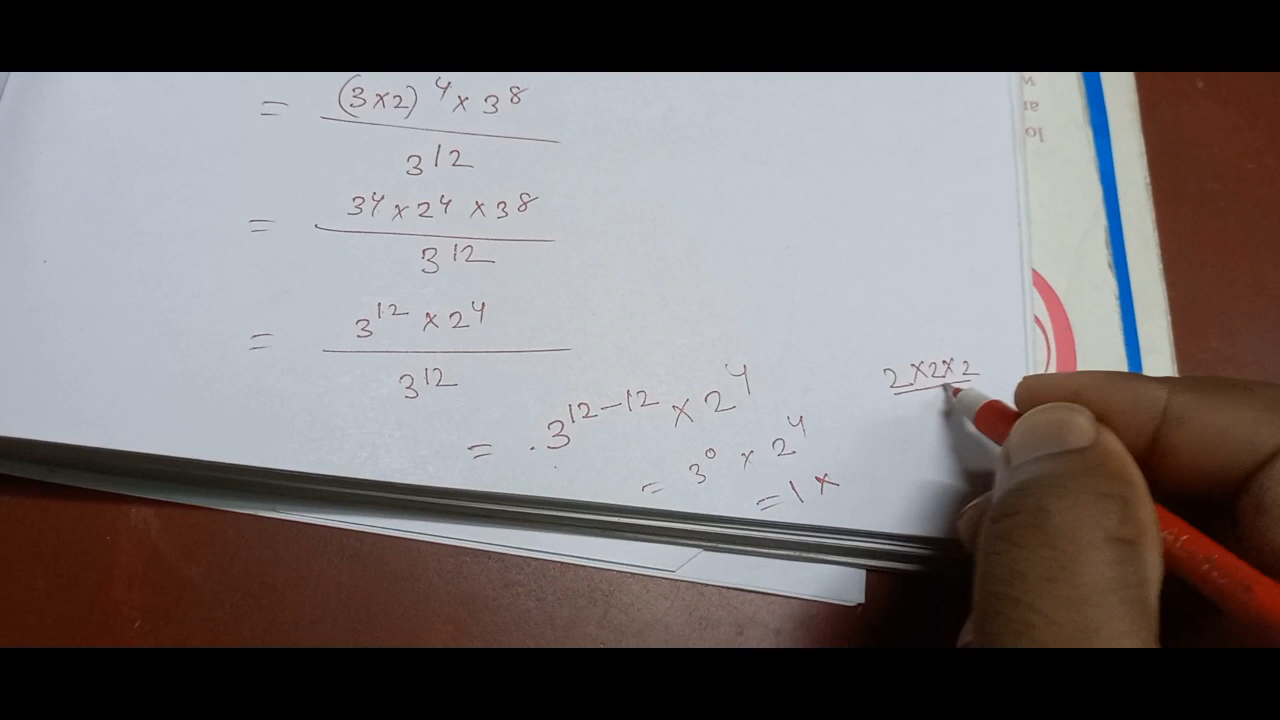 = (3×2)⁴ × 3⁸
3¹²
= 3⁴ × 2⁴ × 3⁸
3¹²
= 3¹² × 2⁴
3¹²
= 3¹²⁻¹² × 2⁴
2×2×2
= 3⁰ × 2⁴
= 1 ×